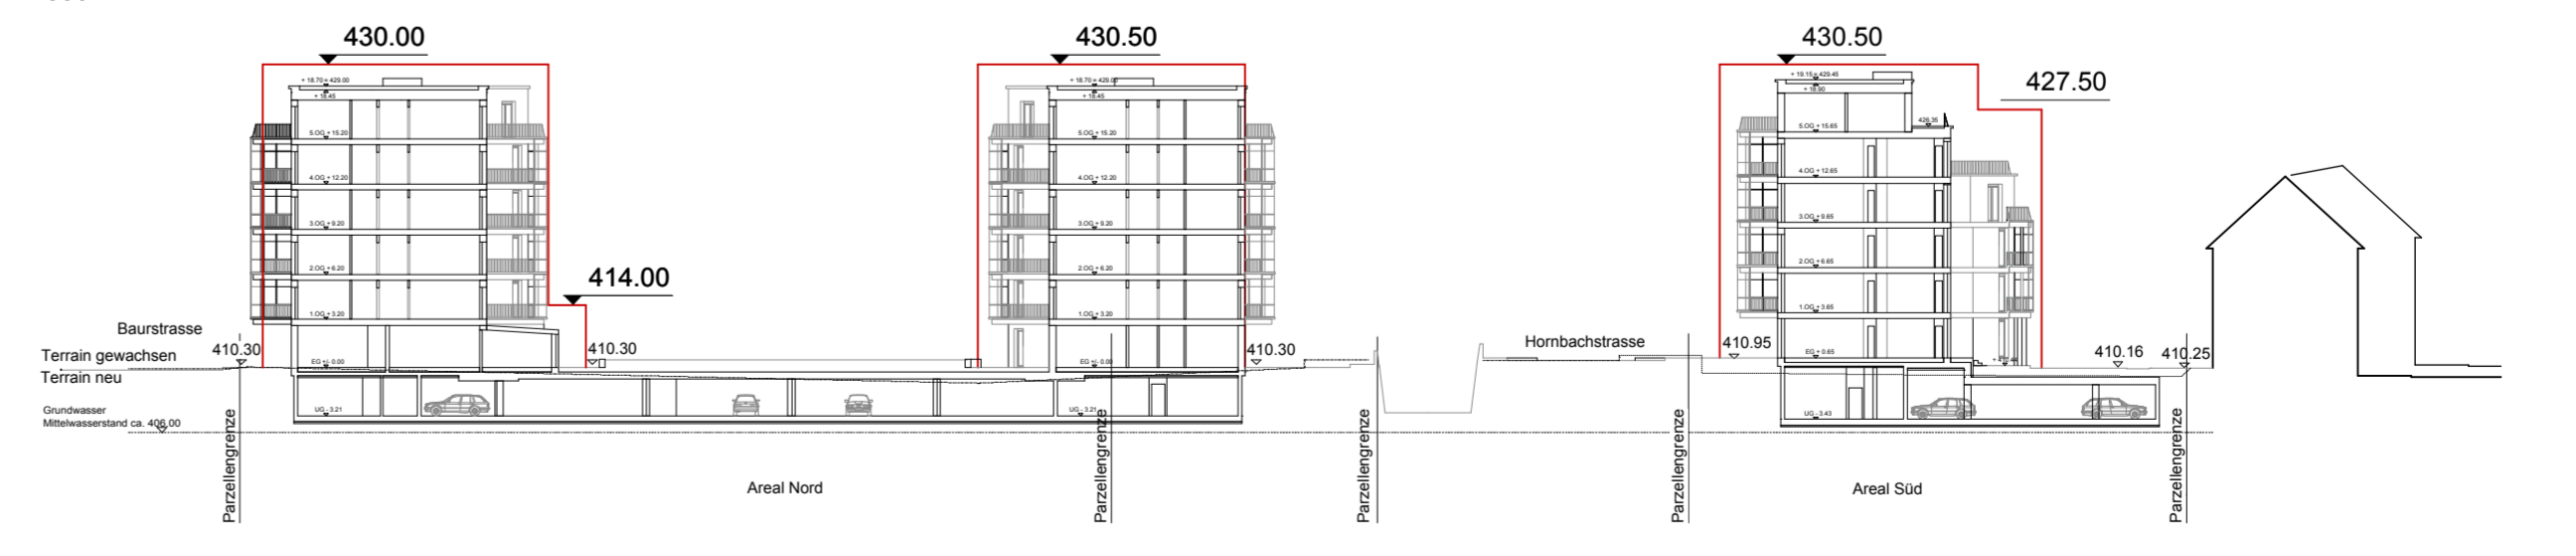 430.00
430.50
430.50
427.50
+ 18.70 = 429.00
+ 18.45
+ 18.70 = 429.00
+ 18.45
+ 19.15 = 429.45
+ 18.90
426.35
5.OG + 15.20
5.OG + 15.20
5.OG + 15.65
4.OG + 12.20
4.OG + 12.20
4.OG + 12.65
3.OG + 9.20
3.OG + 9.20
3.OG + 9.65
2.OG + 6.20
2.OG + 6.20
2.OG + 6.65
414.00
1.OG + 3.20
1.OG + 3.20
1.OG + 3.65
Baurstrasse
Hornbachstrasse
Terrain gewachsen
410.30
410.30
410.30
410.95
410.16
410.25
EG +/- 0.00
EG +/- 0.00
EG + 0.65
Terrain neu
Grundwasser
Mittelwasserstand ca. 406.00
UG - 3.21
UG - 3.21
UG - 3.43
Parzellengrenze
Parzellengrenze
Parzellengrenze
Parzellengrenze
Parzellengrenze
Areal Nord
Areal Süd